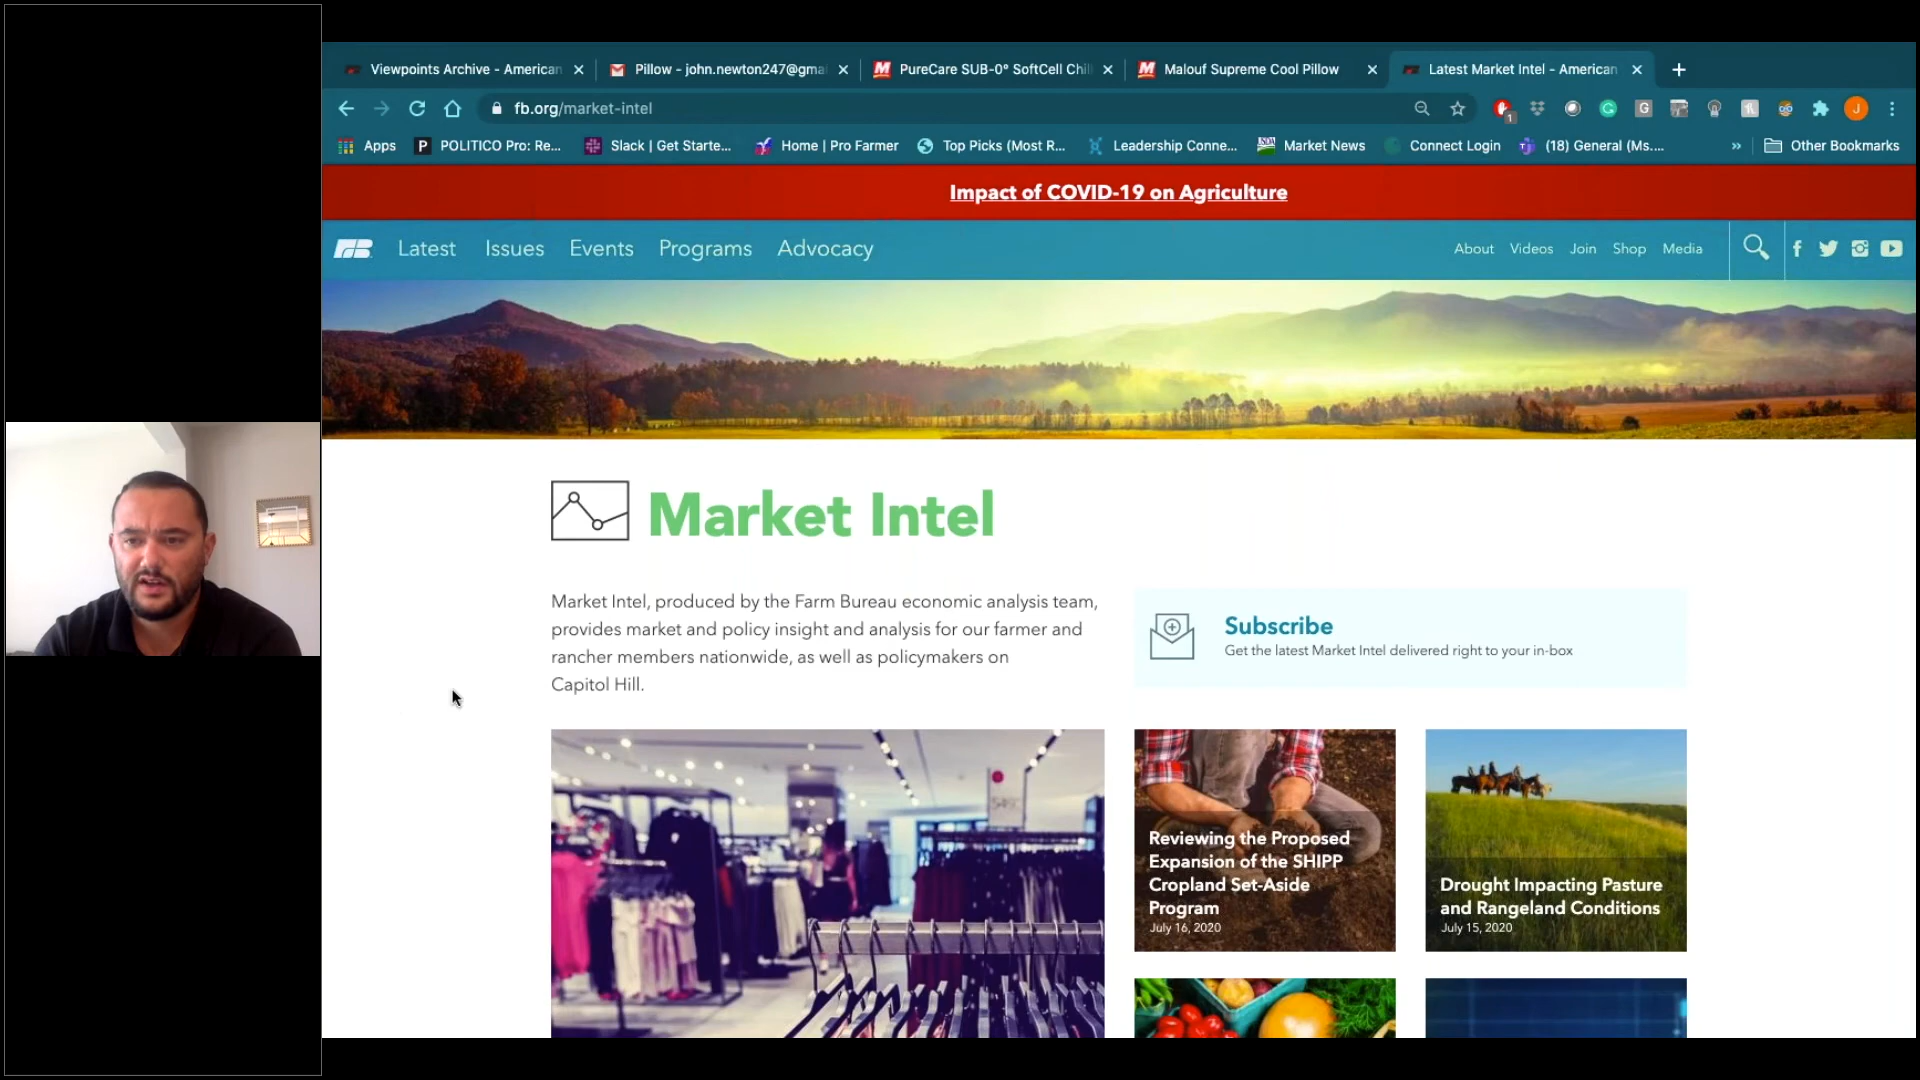 Viewpoints Archive - American
Pillow - john.newton247@gmai
PureCare SUB-0° SoftCell Chil
Malouf Supreme Cool Pillow
Latest Market Intel - American
fb.org/market-intel
1
J
Apps
POLITICO Pro: Re...
Slack | Get Starte...
Home | Pro Farmer
Top Picks (Most R...
Leadership Conne...
Market News
Connect Login
(18) General (Ms....
»
Other Bookmarks
Impact of COVID-19 on Agriculture
Latest
Issues
Events
Programs
Advocacy
About
Videos
Join
Shop
Media
Market Intel
Market Intel, produced by the Farm Bureau economic analysis team,
provides market and policy insight and analysis for our farmer and
rancher members nationwide, as well as policymakers on
Capitol Hill.
Subscribe
Get the latest Market Intel delivered right to your in-box
Reviewing the Proposed
Expansion of the SHIPP
Cropland Set-Aside
Program
July 16, 2020
Drought Impacting Pasture
and Rangeland Conditions
July 15, 2020